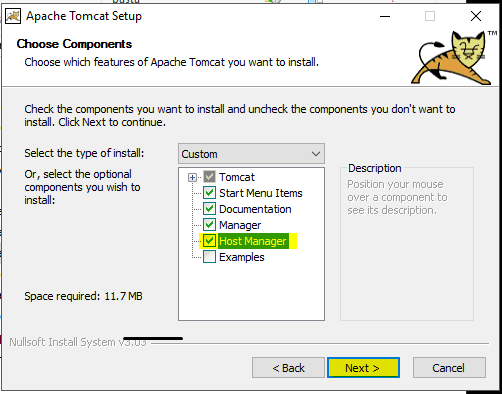 Apache Tomcat Setup
Choose Components
Choose which features of Apache Tomcat you want to install.
TM
Check the components you want to install and uncheck the components you don't want to
install. Click Next to continue.
Select the type of install:
Custom
Or, select the optional
components you wish to
install:
Tomcat
Start Menu Items
Documentation
Manager
Host Manager
Examples
Description
Position your mouse
over a component to
see its description.
Space required: 11.7 MB
Nullsoft Install System v3.03
< Back
Next >
Cancel